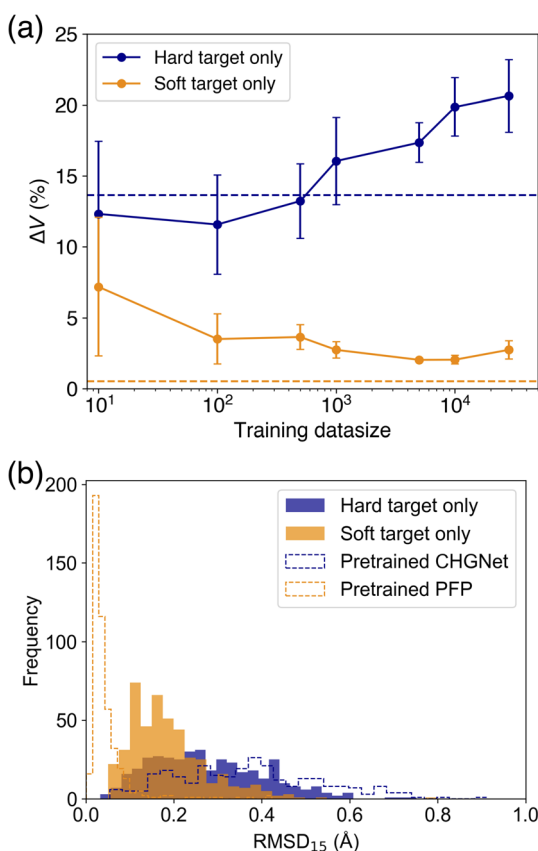 (a)
25
20
15
10
5
0
ΔV (%)
Hard target only
Soft target only
10¹
10²
10³
10⁴
Training datasize
(b)
200
150
100
50
0
Frequency
Hard target only
Soft target only
Pretrained CHGNet
Pretrained PFP
0.0
0.2
0.4
0.6
0.8
1.0
RMSD₁₅ (Å)